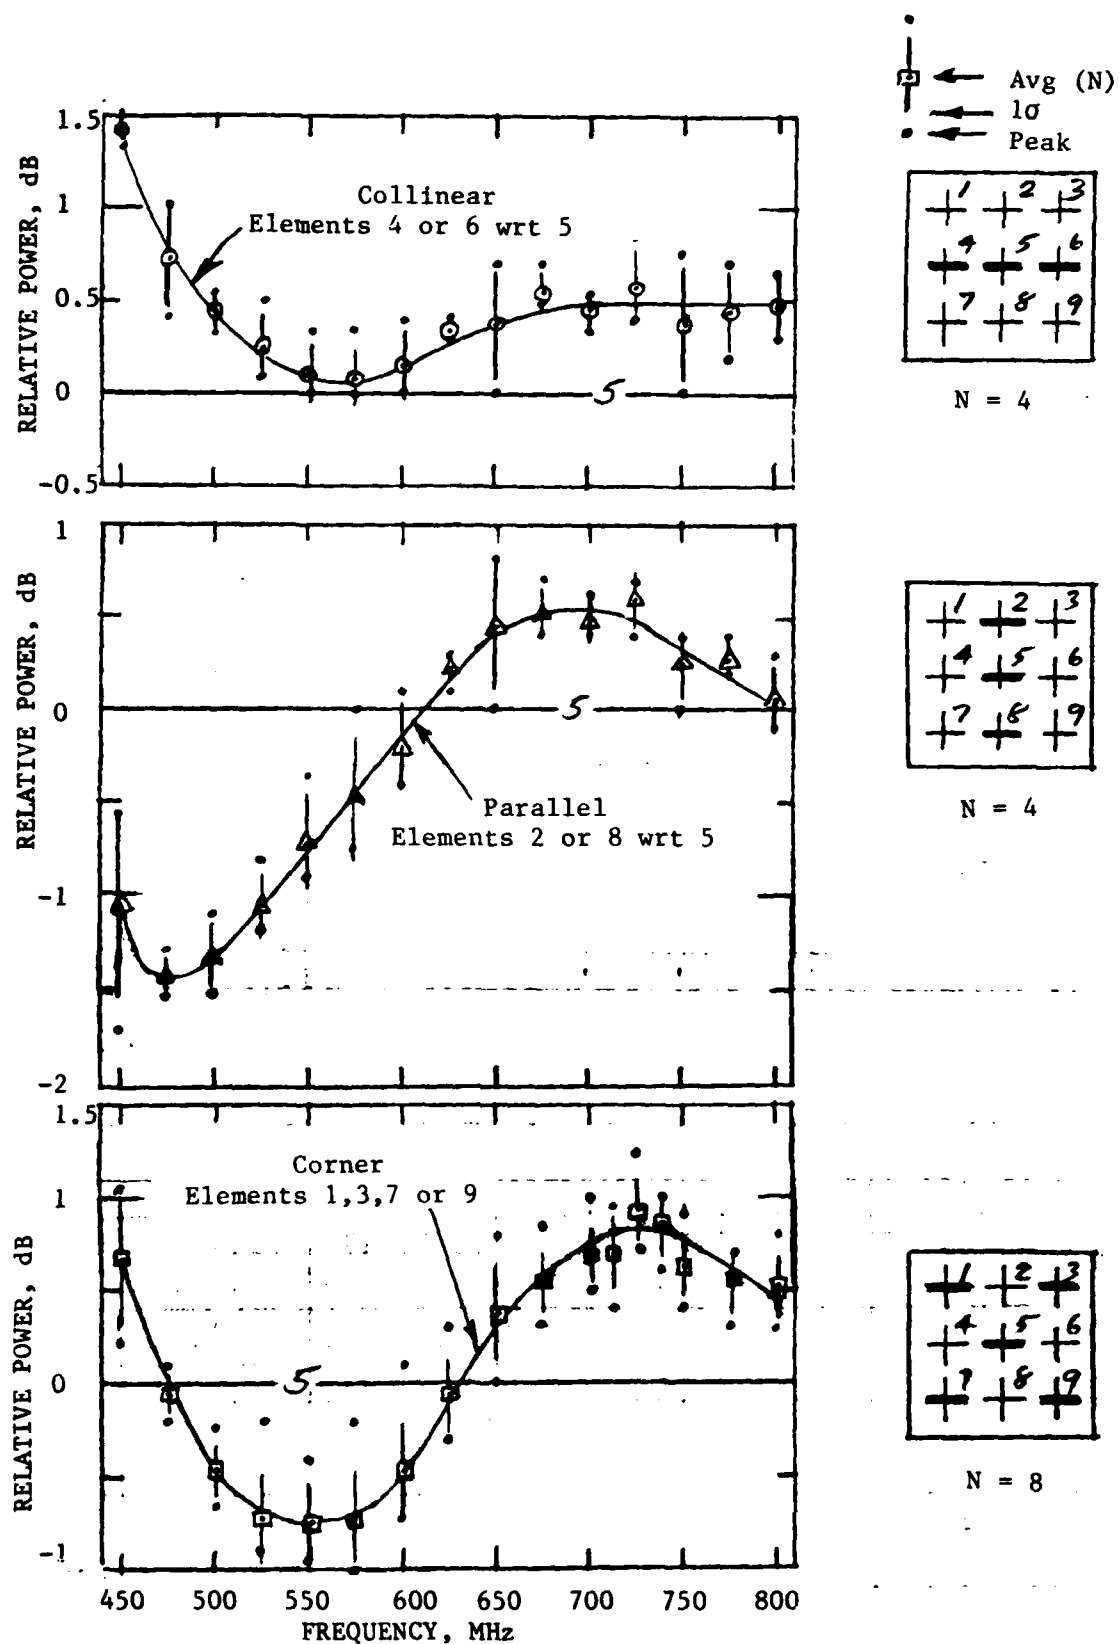 Avg (N)
1σ
Peak
RELATIVE POWER, dB
1.5
1
0.5
0
-0.5
Collinear
Elements 4 or 6 wrt 5
5
1 2 3
4 5 6
7 8 9
N = 4
RELATIVE POWER, dB
1
0
-1
-2
5
Parallel
Elements 2 or 8 wrt 5
1 2 3
4 5 6
7 8 9
N = 4
RELATIVE POWER, dB
1.5
1
0
-1
Corner
Elements 1,3,7 or 9
5
1 2 3
4 5 6
7 8 9
N = 8
450 500 550 600 650 700 750 800
FREQUENCY, MHz